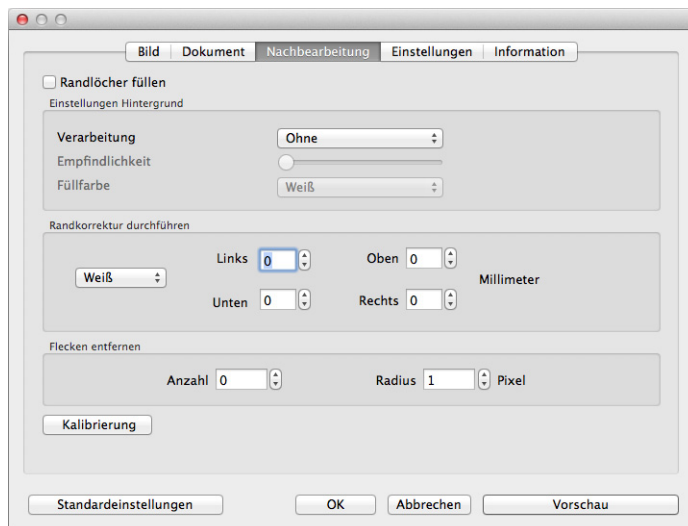 Bild Dokument Nachbearbeitung Einstellungen Information
Randlöcher füllen
Einstellungen Hintergrund
Verarbeitung Ohne
Empfindlichkeit
Füllfarbe Weiß
Randkorrektur durchführen
Links 0 Oben 0
Weiß Millimeter
Unten 0 Rechts 0
Flecken entfernen
Anzahl 0 Radius 1 Pixel
Kalibrierung
Standardeinstellungen OK Abbrechen Vorschau